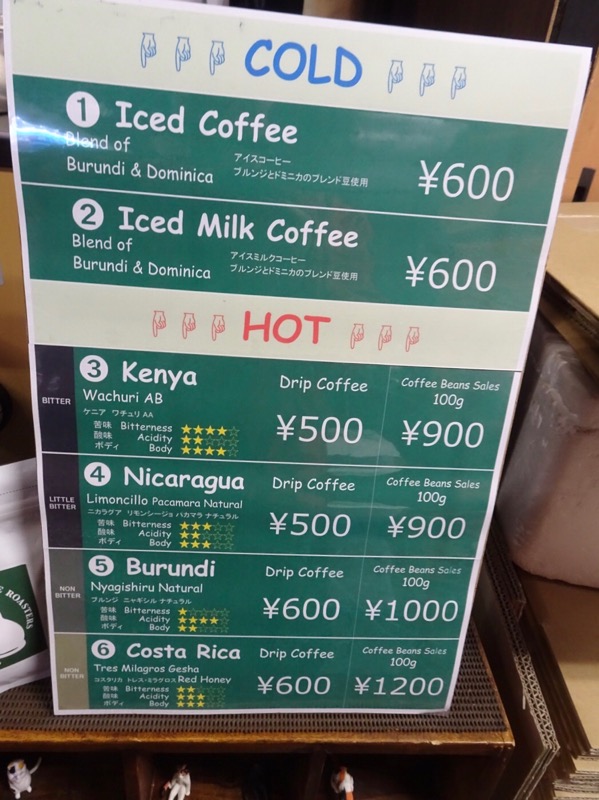 COLD
① Iced Coffee
Blend of
Burundi & Dominica
アイスコーヒー
ブルンジとドミニカのブレンド豆使用
¥600
② Iced Milk Coffee
Blend of
Burundi & Dominica
アイスミルクコーヒー
ブルンジとドミニカのブレンド豆使用
¥600
HOT
BITTER
③ Kenya
Wachuri AB
ケニア ワチュリ AA
苦味 Bitterness ★★★★☆
酸味 Acidity ★★☆☆☆
ボディ Body ★★★★☆
Drip Coffee
¥500
Coffee Beans Sales
100g
¥900
LITTLE
BITTER
④ Nicaragua
Limoncillo Pacamara Natural
ニカラグア リモンシージョ パカマラ ナチュラル
苦味 Bitterness ★★★☆☆
酸味 Acidity ★★☆☆☆
ボディ Body ★★★☆☆
Drip Coffee
¥500
Coffee Beans Sales
100g
¥900
NON
BITTER
⑤ Burundi
Nyagishiru Natural
ブルンジ ニャギシル ナチュラル
苦味 Bitterness ★☆☆☆☆
酸味 Acidity ★★★★☆
ボディ Body ★★☆☆☆
Drip Coffee
¥600
Coffee Beans Sales
100g
¥1000
NON
BITTER
⑥ Costa Rica
Tres Milagros Gesha
コスタリカ トレス・ミラグロス Red Honey
苦味 Bitterness ★★☆☆☆
酸味 Acidity ★★★☆☆
ボディ Body ★★★☆☆
Drip Coffee
¥600
Coffee Beans Sales
100g
¥1200
ROASTERS